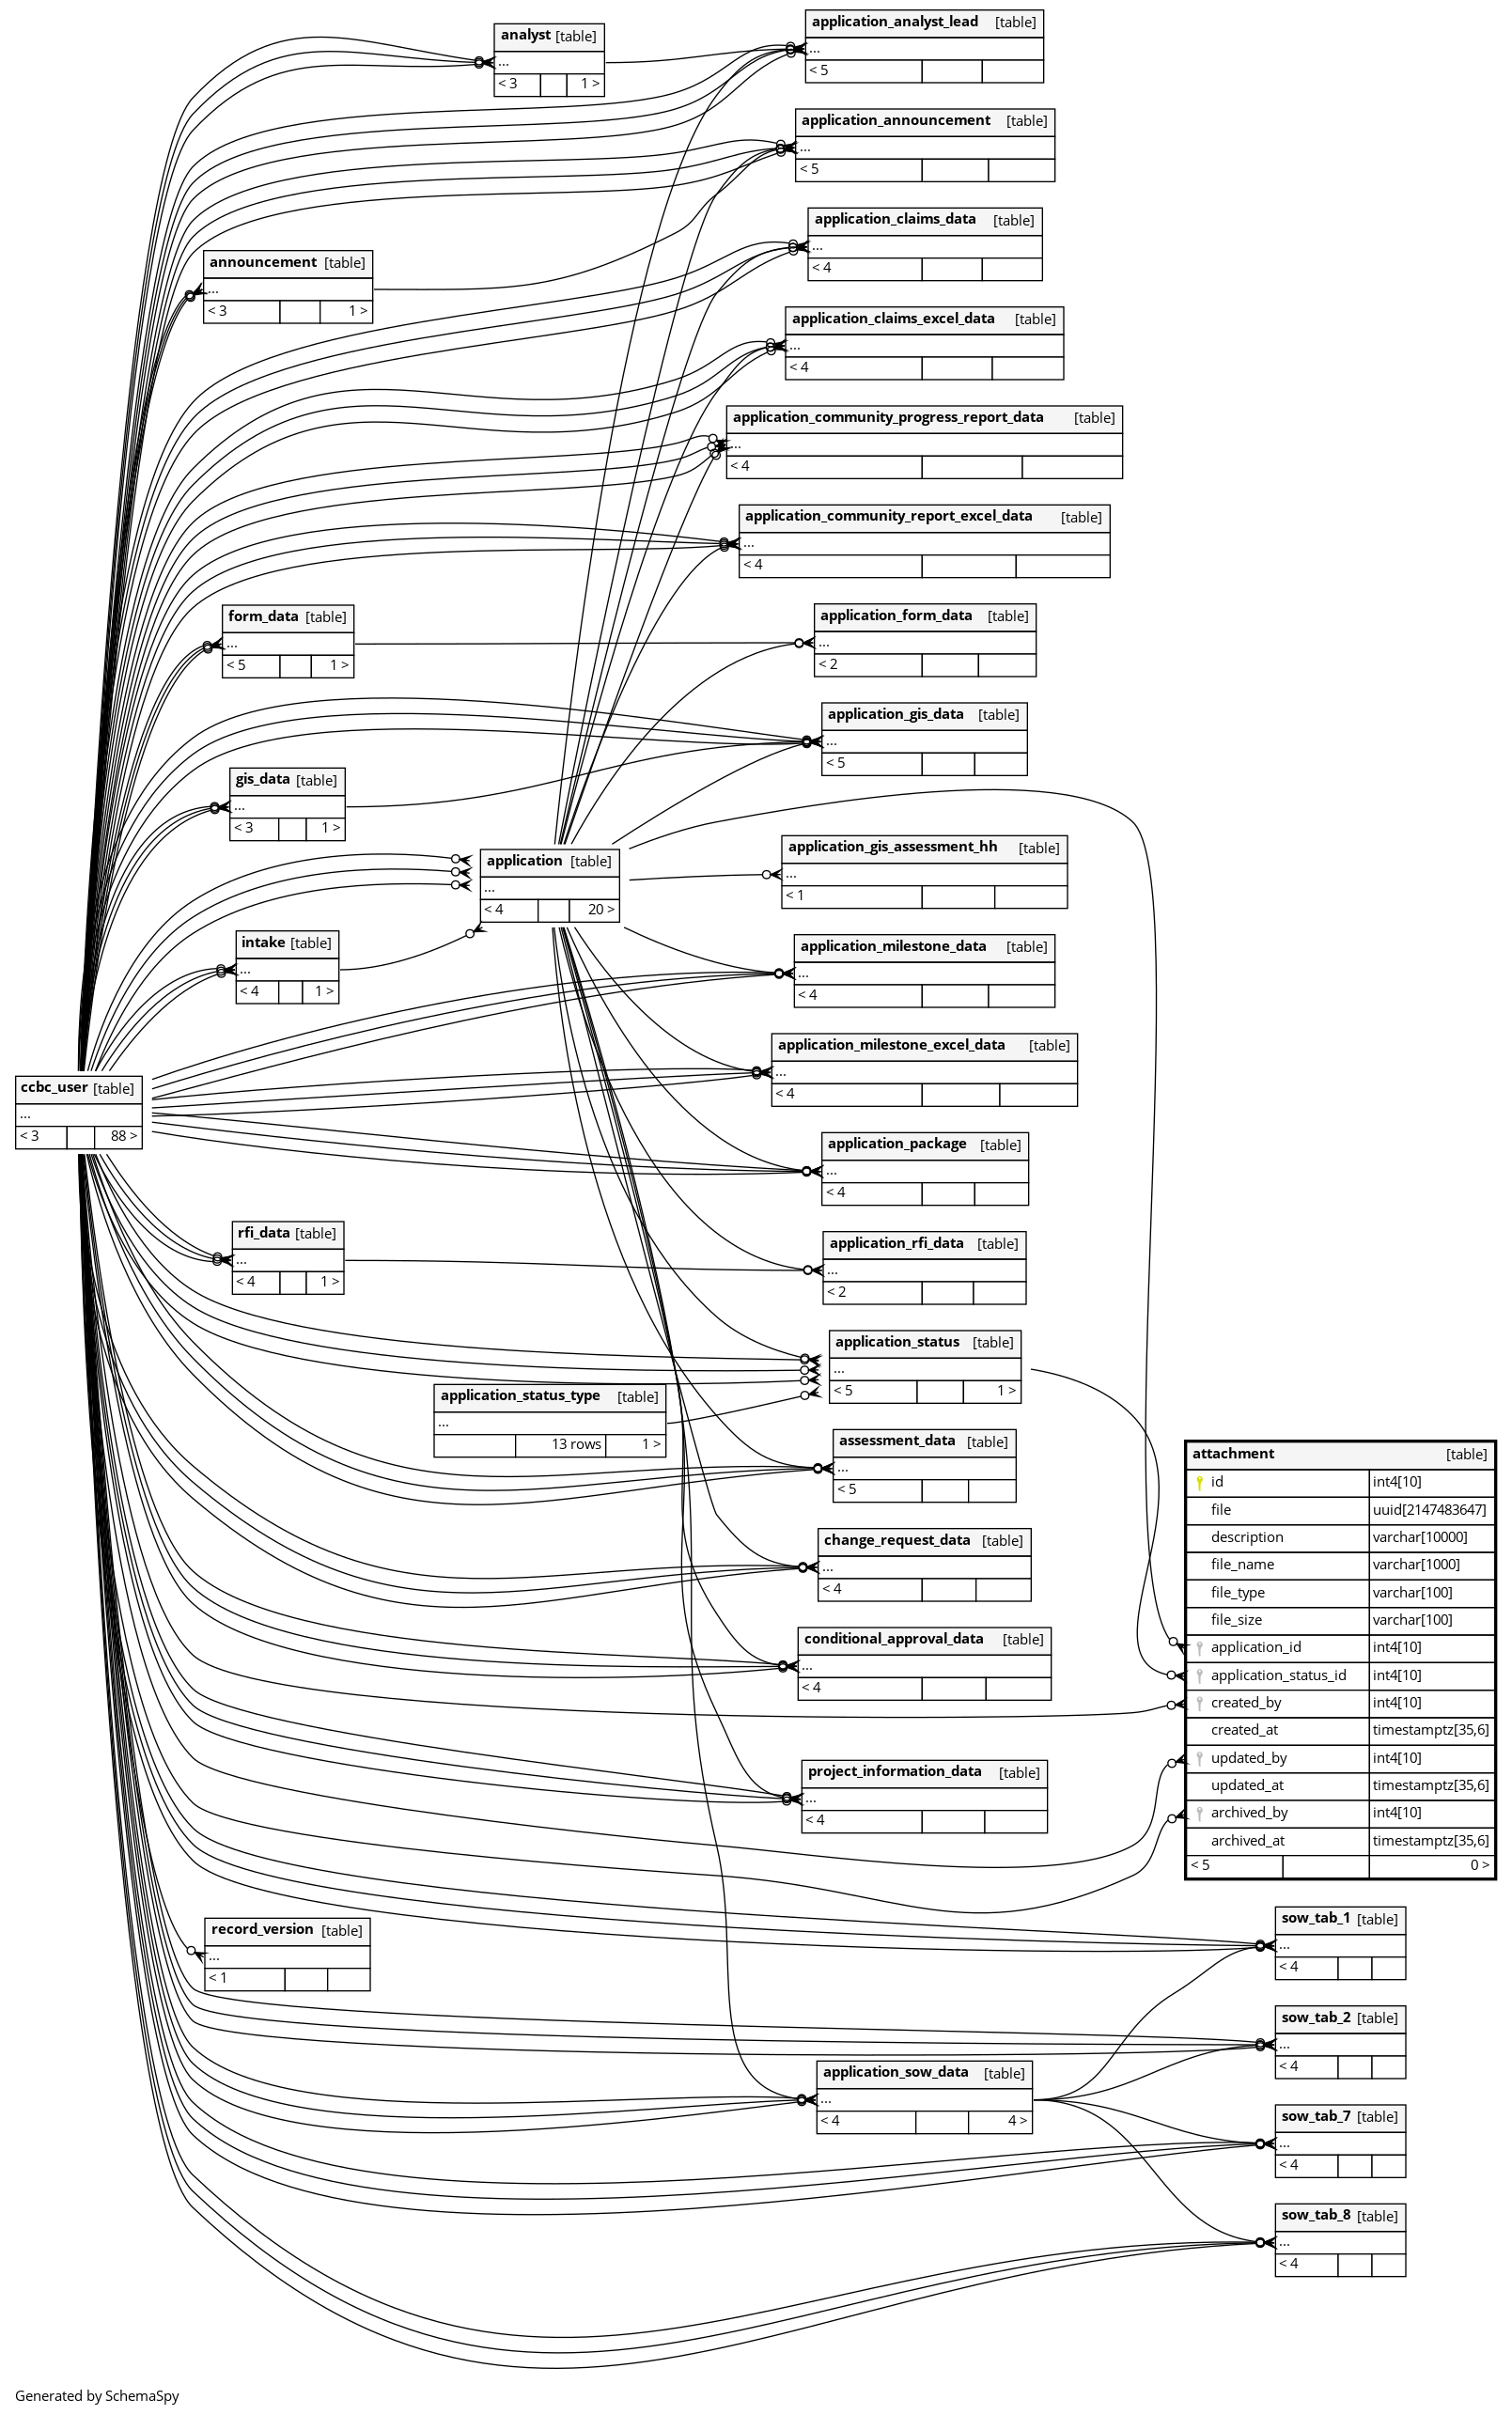 analyst [table]
...
< 3 1 >
application_analyst_lead [table]
...
< 5
application_announcement [table]
...
< 5
application_claims_data [table]
...
< 4
announcement [table]
...
< 3 1 >
application_claims_excel_data [table]
...
< 4
application_community_progress_report_data [table]
...
< 4
application_community_report_excel_data [table]
...
< 4
form_data [table]
...
< 5 1 >
application_form_data [table]
...
< 2
application_gis_data [table]
...
< 5
gis_data [table]
...
< 3 1 >
application [table]
...
< 4 20 >
application_gis_assessment_hh [table]
...
< 1
intake [table]
...
< 4 1 >
application_milestone_data [table]
...
< 4
application_milestone_excel_data [table]
...
< 4
ccbc_user [table]
...
< 3 88 >
application_package [table]
...
< 4
rfi_data [table]
...
< 4 1 >
application_rfi_data [table]
...
< 2
application_status [table]
...
< 5 1 >
application_status_type [table]
...
13 rows 1 >
assessment_data [table]
...
< 5
attachment [table]
id int4[10]
file uuid[2147483647]
description varchar[10000]
file_name varchar[1000]
file_type varchar[100]
file_size varchar[100]
application_id int4[10]
application_status_id int4[10]
created_by int4[10]
created_at timestamptz[35,6]
updated_by int4[10]
updated_at timestamptz[35,6]
archived_by int4[10]
archived_at timestamptz[35,6]
< 5 0 >
change_request_data [table]
...
< 4
conditional_approval_data [table]
...
< 4
project_information_data [table]
...
< 4
record_version [table]
...
< 1
sow_tab_1 [table]
...
< 4
sow_tab_2 [table]
...
< 4
application_sow_data [table]
...
< 4 4 >
sow_tab_7 [table]
...
< 4
sow_tab_8 [table]
...
< 4
Generated by SchemaSpy